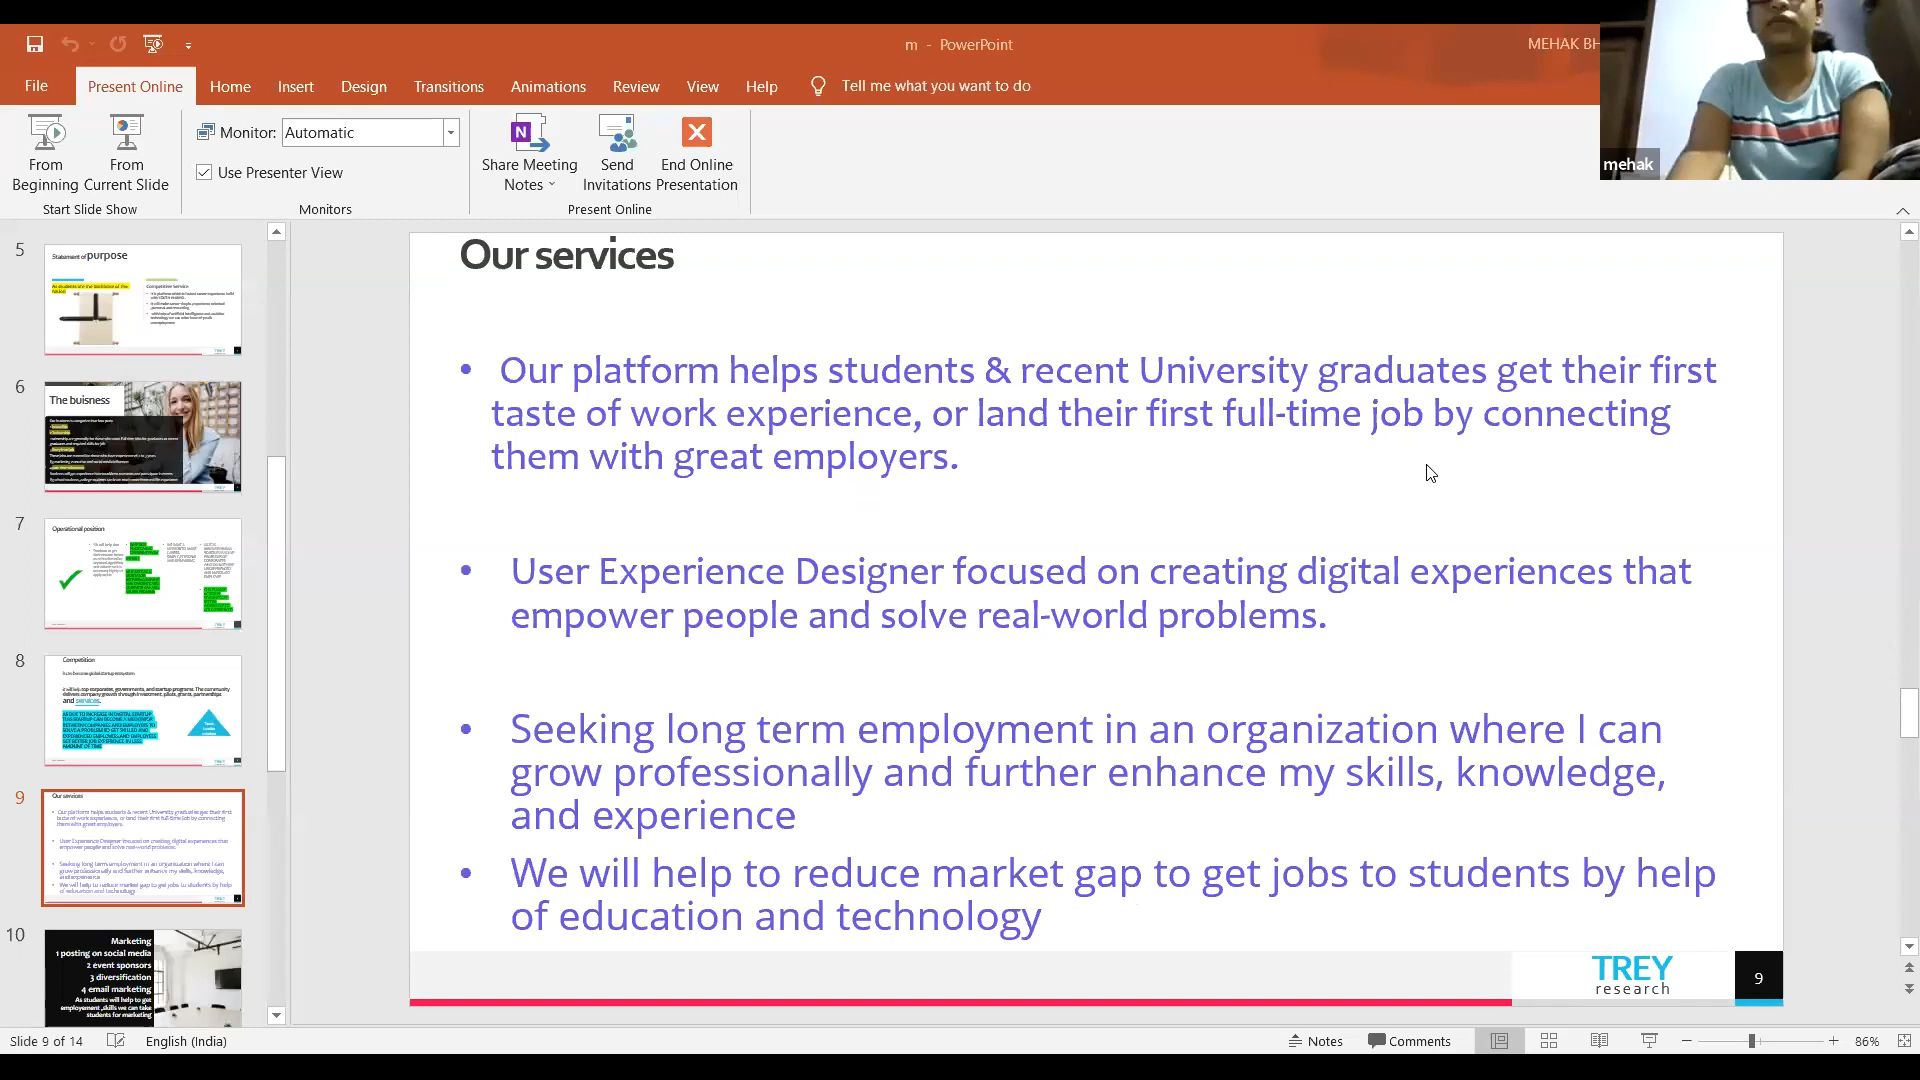 m - PowerPoint
MEHAK BH
File
Present Online
Home
Insert
Design
Transitions
Animations
Review
View
Help
Tell me what you want to do
From Beginning
From Current Slide
Start Slide Show
Monitor:
Automatic
Use Presenter View
Monitors
Share Meeting Notes
Send Invitations
End Online Presentation
Present Online
mehak
5
Statement of purpose
Competitive Service
6
The buisness
7
Operational position
8
Competition
and services.
9
Our services
10
Marketing
1 posting on social media
2 event sponsors
3 diversification
4 email marketing
As students will help to get
employement ,skills we can take
students for marketing
Our services
• Our platform helps students & recent University graduates get their first
taste of work experience, or land their first full-time job by connecting
them with great employers.
• User Experience Designer focused on creating digital experiences that
empower people and solve real-world problems.
• Seeking long term employment in an organization where I can
grow professionally and further enhance my skills, knowledge,
and experience
• We will help to reduce market gap to get jobs to students by help
of education and technology
TREY
research
9
Slide 9 of 14
English (India)
Notes
Comments
86%